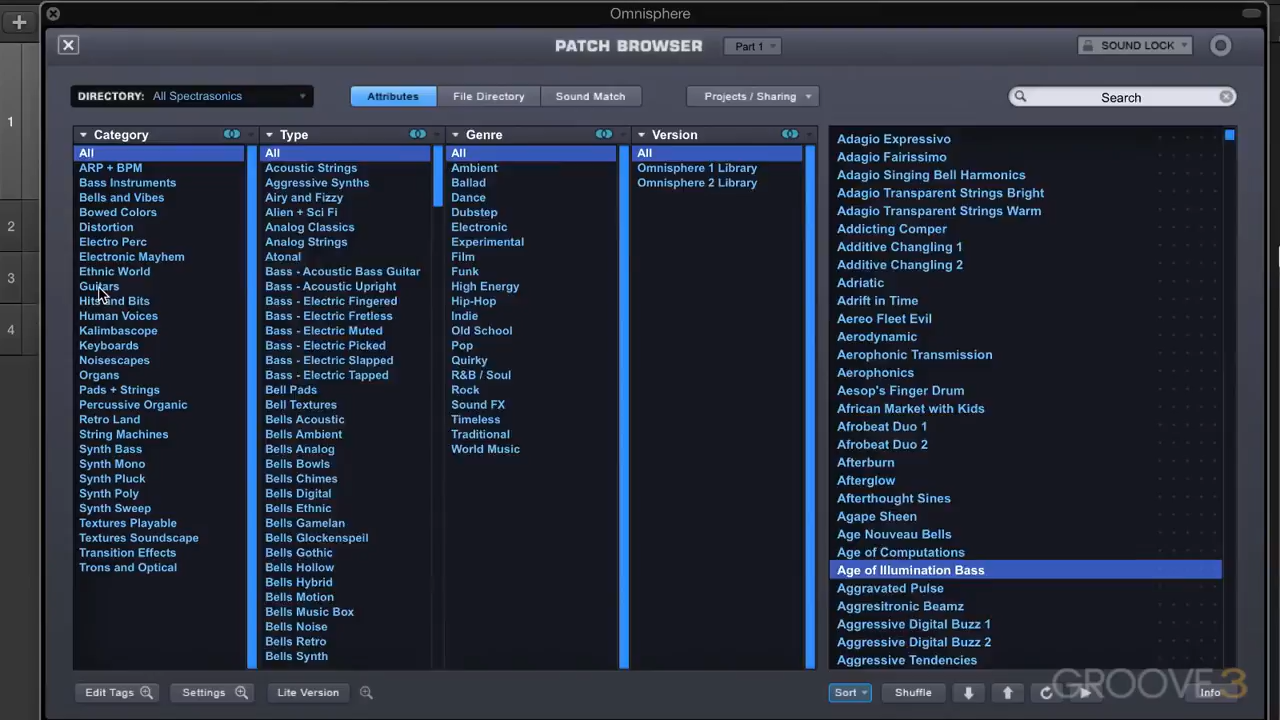 Omnisphere
PATCH BROWSER
Part 1
SOUND LOCK
DIRECTORY: All Spectrasonics
Attributes
File Directory
Sound Match
Projects / Sharing
Search
1
2
3
4
Category
All
ARP + BPM
Bass Instruments
Bells and Vibes
Bowed Colors
Distortion
Electro Perc
Electronic Mayhem
Ethnic World
Guitars
Hits and Bits
Human Voices
Kalimbascope
Keyboards
Noisescapes
Organs
Pads + Strings
Percussive Organic
Retro Land
String Machines
Synth Bass
Synth Mono
Synth Pluck
Synth Poly
Synth Sweep
Textures Playable
Textures Soundscape
Transition Effects
Trons and Optical
Type
All
Acoustic Strings
Aggressive Synths
Airy and Fizzy
Alien + Sci Fi
Analog Classics
Analog Strings
Atonal
Bass - Acoustic Bass Guitar
Bass - Acoustic Upright
Bass - Electric Fingered
Bass - Electric Fretless
Bass - Electric Muted
Bass - Electric Picked
Bass - Electric Slapped
Bass - Electric Tapped
Bell Pads
Bell Textures
Bells Acoustic
Bells Ambient
Bells Analog
Bells Bowls
Bells Chimes
Bells Digital
Bells Ethnic
Bells Gamelan
Bells Glockenspeil
Bells Gothic
Bells Hollow
Bells Hybrid
Bells Motion
Bells Music Box
Bells Noise
Bells Retro
Bells Synth
Genre
All
Ambient
Ballad
Dance
Dubstep
Electronic
Experimental
Film
Funk
High Energy
Hip-Hop
Indie
Old School
Pop
Quirky
R&B / Soul
Rock
Sound FX
Timeless
Traditional
World Music
Version
All
Omnisphere 1 Library
Omnisphere 2 Library
Adagio Expressivo
Adagio Fairissimo
Adagio Singing Bell Harmonics
Adagio Transparent Strings Bright
Adagio Transparent Strings Warm
Addicting Comper
Additive Changling 1
Additive Changling 2
Adriatic
Adrift in Time
Aereo Fleet Evil
Aerodynamic
Aerophonic Transmission
Aerophonics
Aesop's Finger Drum
African Market with Kids
Afrobeat Duo 1
Afrobeat Duo 2
Afterburn
Afterglow
Afterthought Sines
Agape Sheen
Age Nouveau Bells
Age of Computations
Age of Illumination Bass
Aggravated Pulse
Aggresitronic Beamz
Aggressive Digital Buzz 1
Aggressive Digital Buzz 2
Aggressive Tendencies
Edit Tags
Settings
Lite Version
Sort
Shuffle
Info
GROOVE3